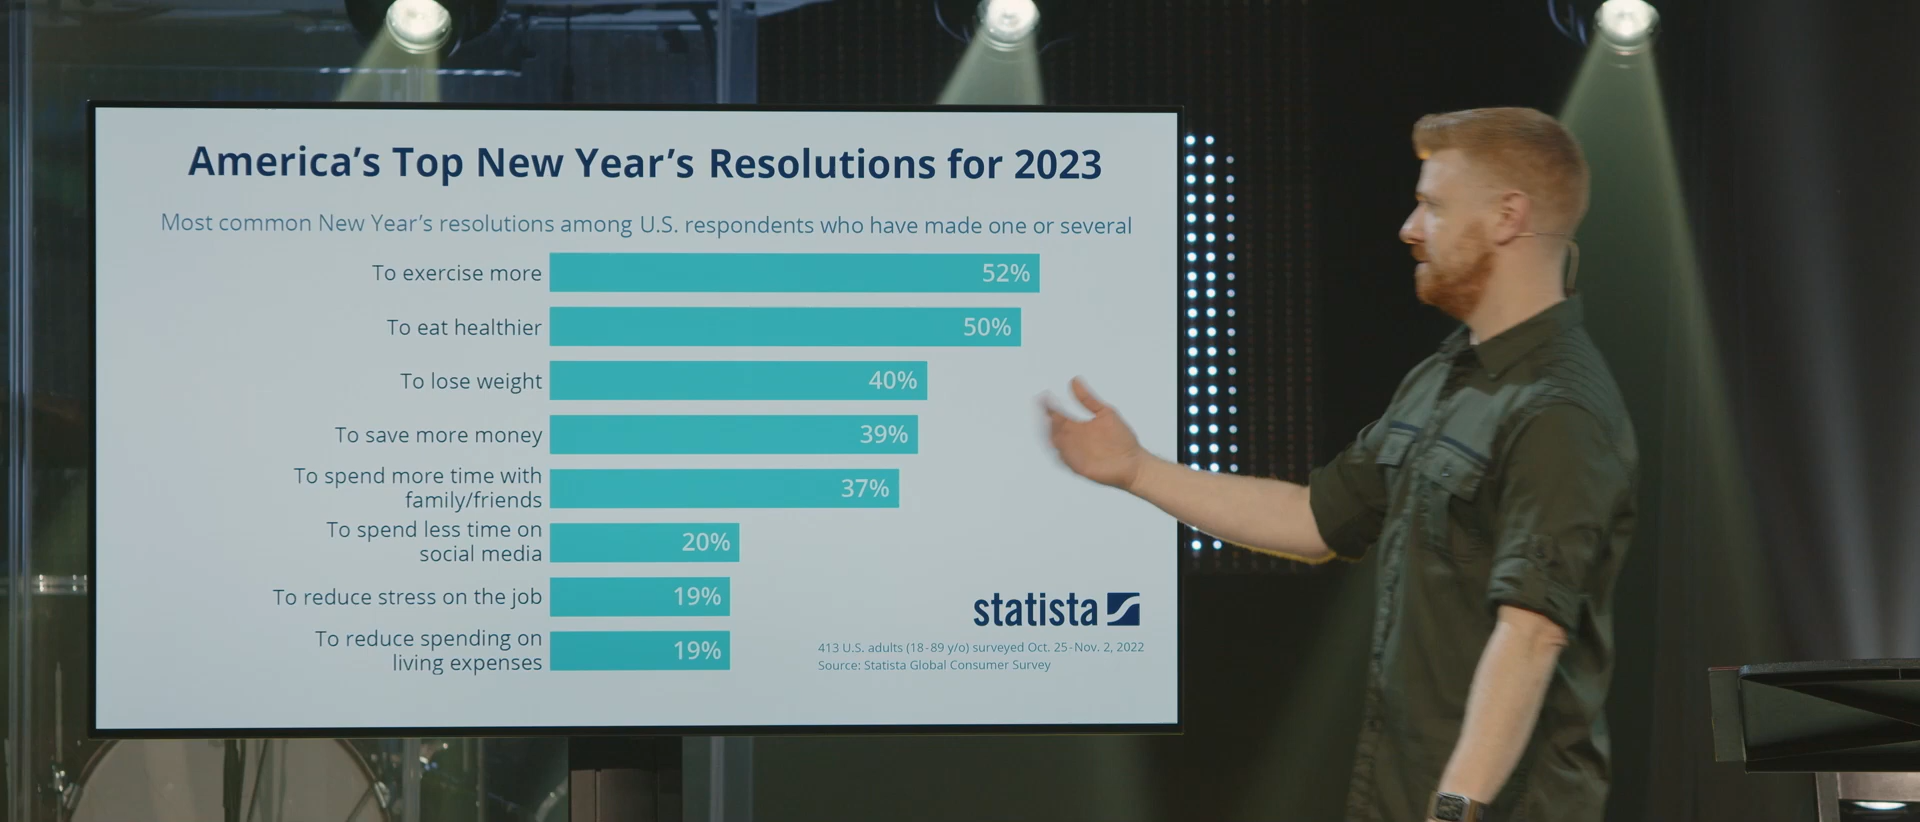 America's Top New Year's Resolutions for 2023
Most common New Year's resolutions among U.S. respondents who have made one or several
To exercise more 52%
To eat healthier 50%
To lose weight 40%
To save more money 39%
To spend more time with
family/friends 37%
To spend less time on
social media 20%
To reduce stress on the job 19%
To reduce spending on
living expenses 19%
statista
413 U.S. adults (18-89 y/o) surveyed Oct. 25-Nov. 2, 2022
Source: Statista Global Consumer Survey